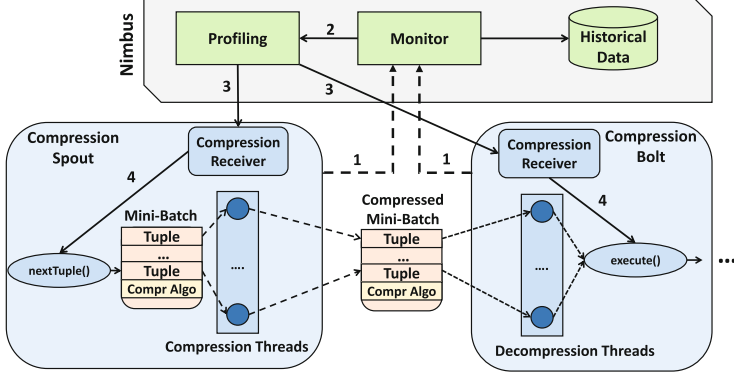 Nimbus
Profiling
2
Monitor
Historical
Data
3
3
Compression
Spout
Compression
Receiver
4
1
1
Compression
Receiver
Compression
Bolt
4
Mini-Batch
Tuple
...
Tuple
Compr Algo
nextTuple()
....
Compression Threads
Compressed
Mini-Batch
Tuple
...
Tuple
Compr Algo
....
execute()
...
Decompression Threads